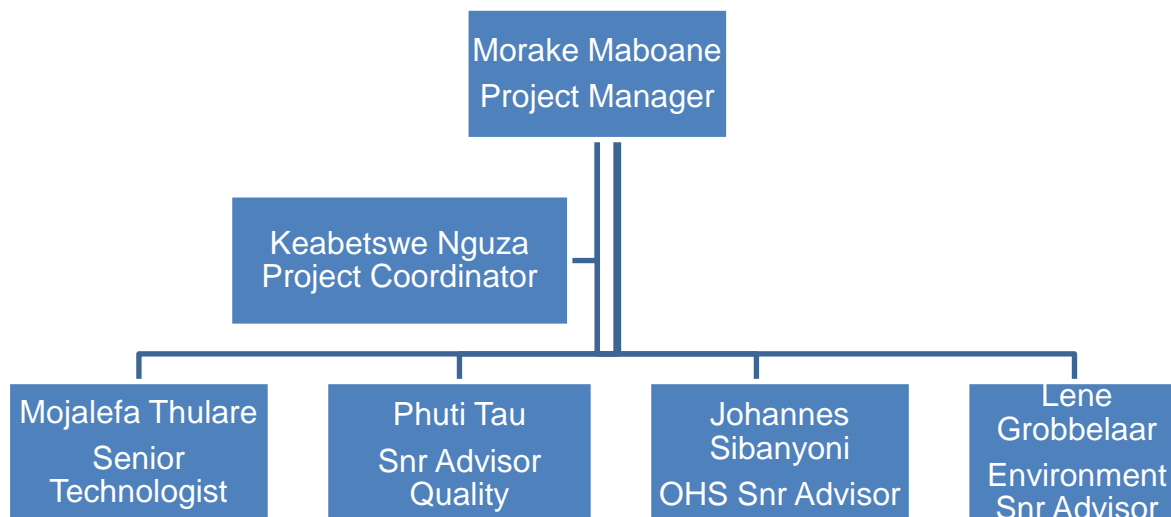 Morake Maboane
Project Manager
Keabetswe Nguza
Project Coordinator
Mojalefa Thulare
Senior
Technologist
Phuti Tau
Snr Advisor
Quality
Johannes
Sibanyoni
OHS Snr Advisor
Lene
Grobbelaar
Environment
Snr Advisor